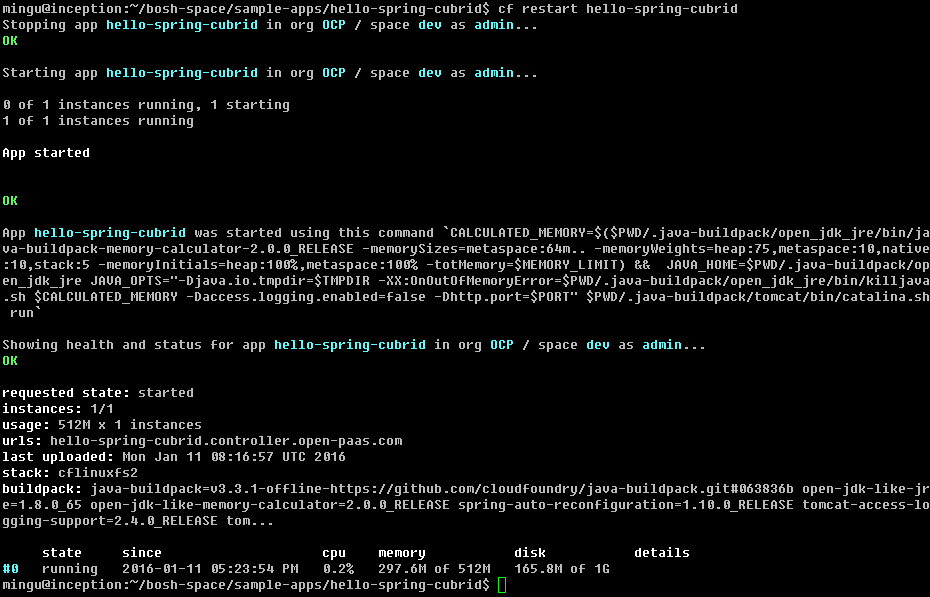 mingu@inception:~/bosh-space/sample-apps/hello-spring-cubrid$ cf restart hello-spring-cubrid
Stopping app hello-spring-cubrid in org OCP / space dev as admin...
OK
Starting app hello-spring-cubrid in org OCP / space dev as admin...
0 of 1 instances running, 1 starting
1 of 1 instances running
App started
OK
App hello-spring-cubrid was started using this command `CALCULATED_MEMORY=$($PWD/.java-buildpack/open_jdk_jre/bin/ja
va-buildpack-memory-calculator-2.0.0_RELEASE -memorySizes=metaspace:64m.. -memoryWeights=heap:75,metaspace:10,native
:10,stack:5 -memoryInitials=heap:100%,metaspace:100% -totMemory=$MEMORY_LIMIT) &&  JAVA_HOME=$PWD/.java-buildpack/op
en_jdk_jre JAVA_OPTS="-Djava.io.tmpdir=$TMPDIR -XX:OnOutOfMemoryError=$PWD/.java-buildpack/open_jdk_jre/bin/killjava
.sh $CALCULATED_MEMORY -Daccess.logging.enabled=false -Dhttp.port=$PORT" $PWD/.java-buildpack/tomcat/bin/catalina.sh
 run`
Showing health and status for app hello-spring-cubrid in org OCP / space dev as admin...
OK
requested state: started
instances: 1/1
usage: 512M x 1 instances
urls: hello-spring-cubrid.controller.open-paas.com
last uploaded: Mon Jan 11 08:16:57 UTC 2016
stack: cflinuxfs2
buildpack: java-buildpack=v3.3.1-offline-https://github.com/cloudfoundry/java-buildpack.git#063836b open-jdk-like-jr
e=1.8.0_65 open-jdk-like-memory-calculator=2.0.0_RELEASE spring-auto-reconfiguration=1.10.0_RELEASE tomcat-access-lo
gging-support=2.4.0_RELEASE tom...
     state     since                    cpu    memory           disk           details
#0   running   2016-01-11 05:23:54 PM   0.2%   297.6M of 512M   165.8M of 1G
mingu@inception:~/bosh-space/sample-apps/hello-spring-cubrid$